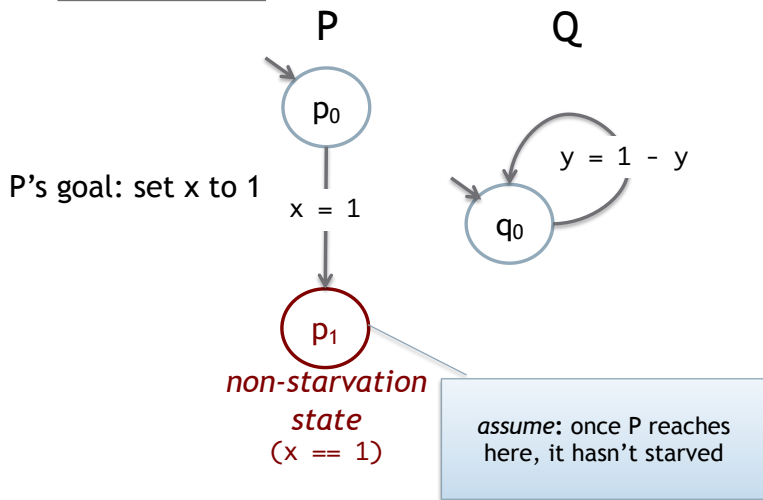 P
Q
p₀
y = 1 - y
P's goal: set x to 1
x = 1
q₀
p₁
non-starvation
state
(x == 1)
assume: once P reaches
here, it hasn't starved